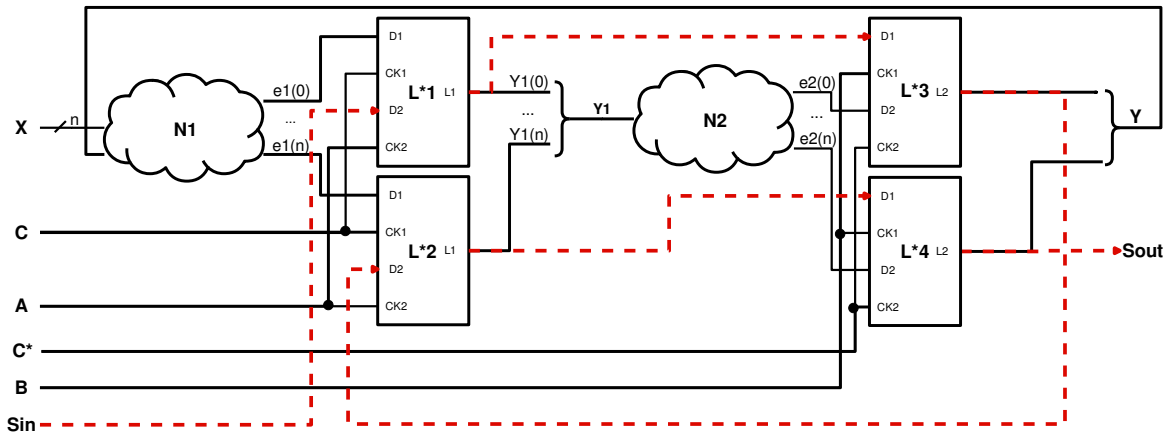 X
n
N1
e1(0)
...
e1(n)
D1
CK1
D2
CK2
L*1
L1
D1
CK1
D2
CK2
L*2
L1
Y1(0)
...
Y1(n)
Y1
N2
e2(0)
...
e2(n)
D1
CK1
D2
CK2
L*3
L2
D1
CK1
D2
CK2
L*4
L2
Y
Sout
C
A
C*
B
Sin